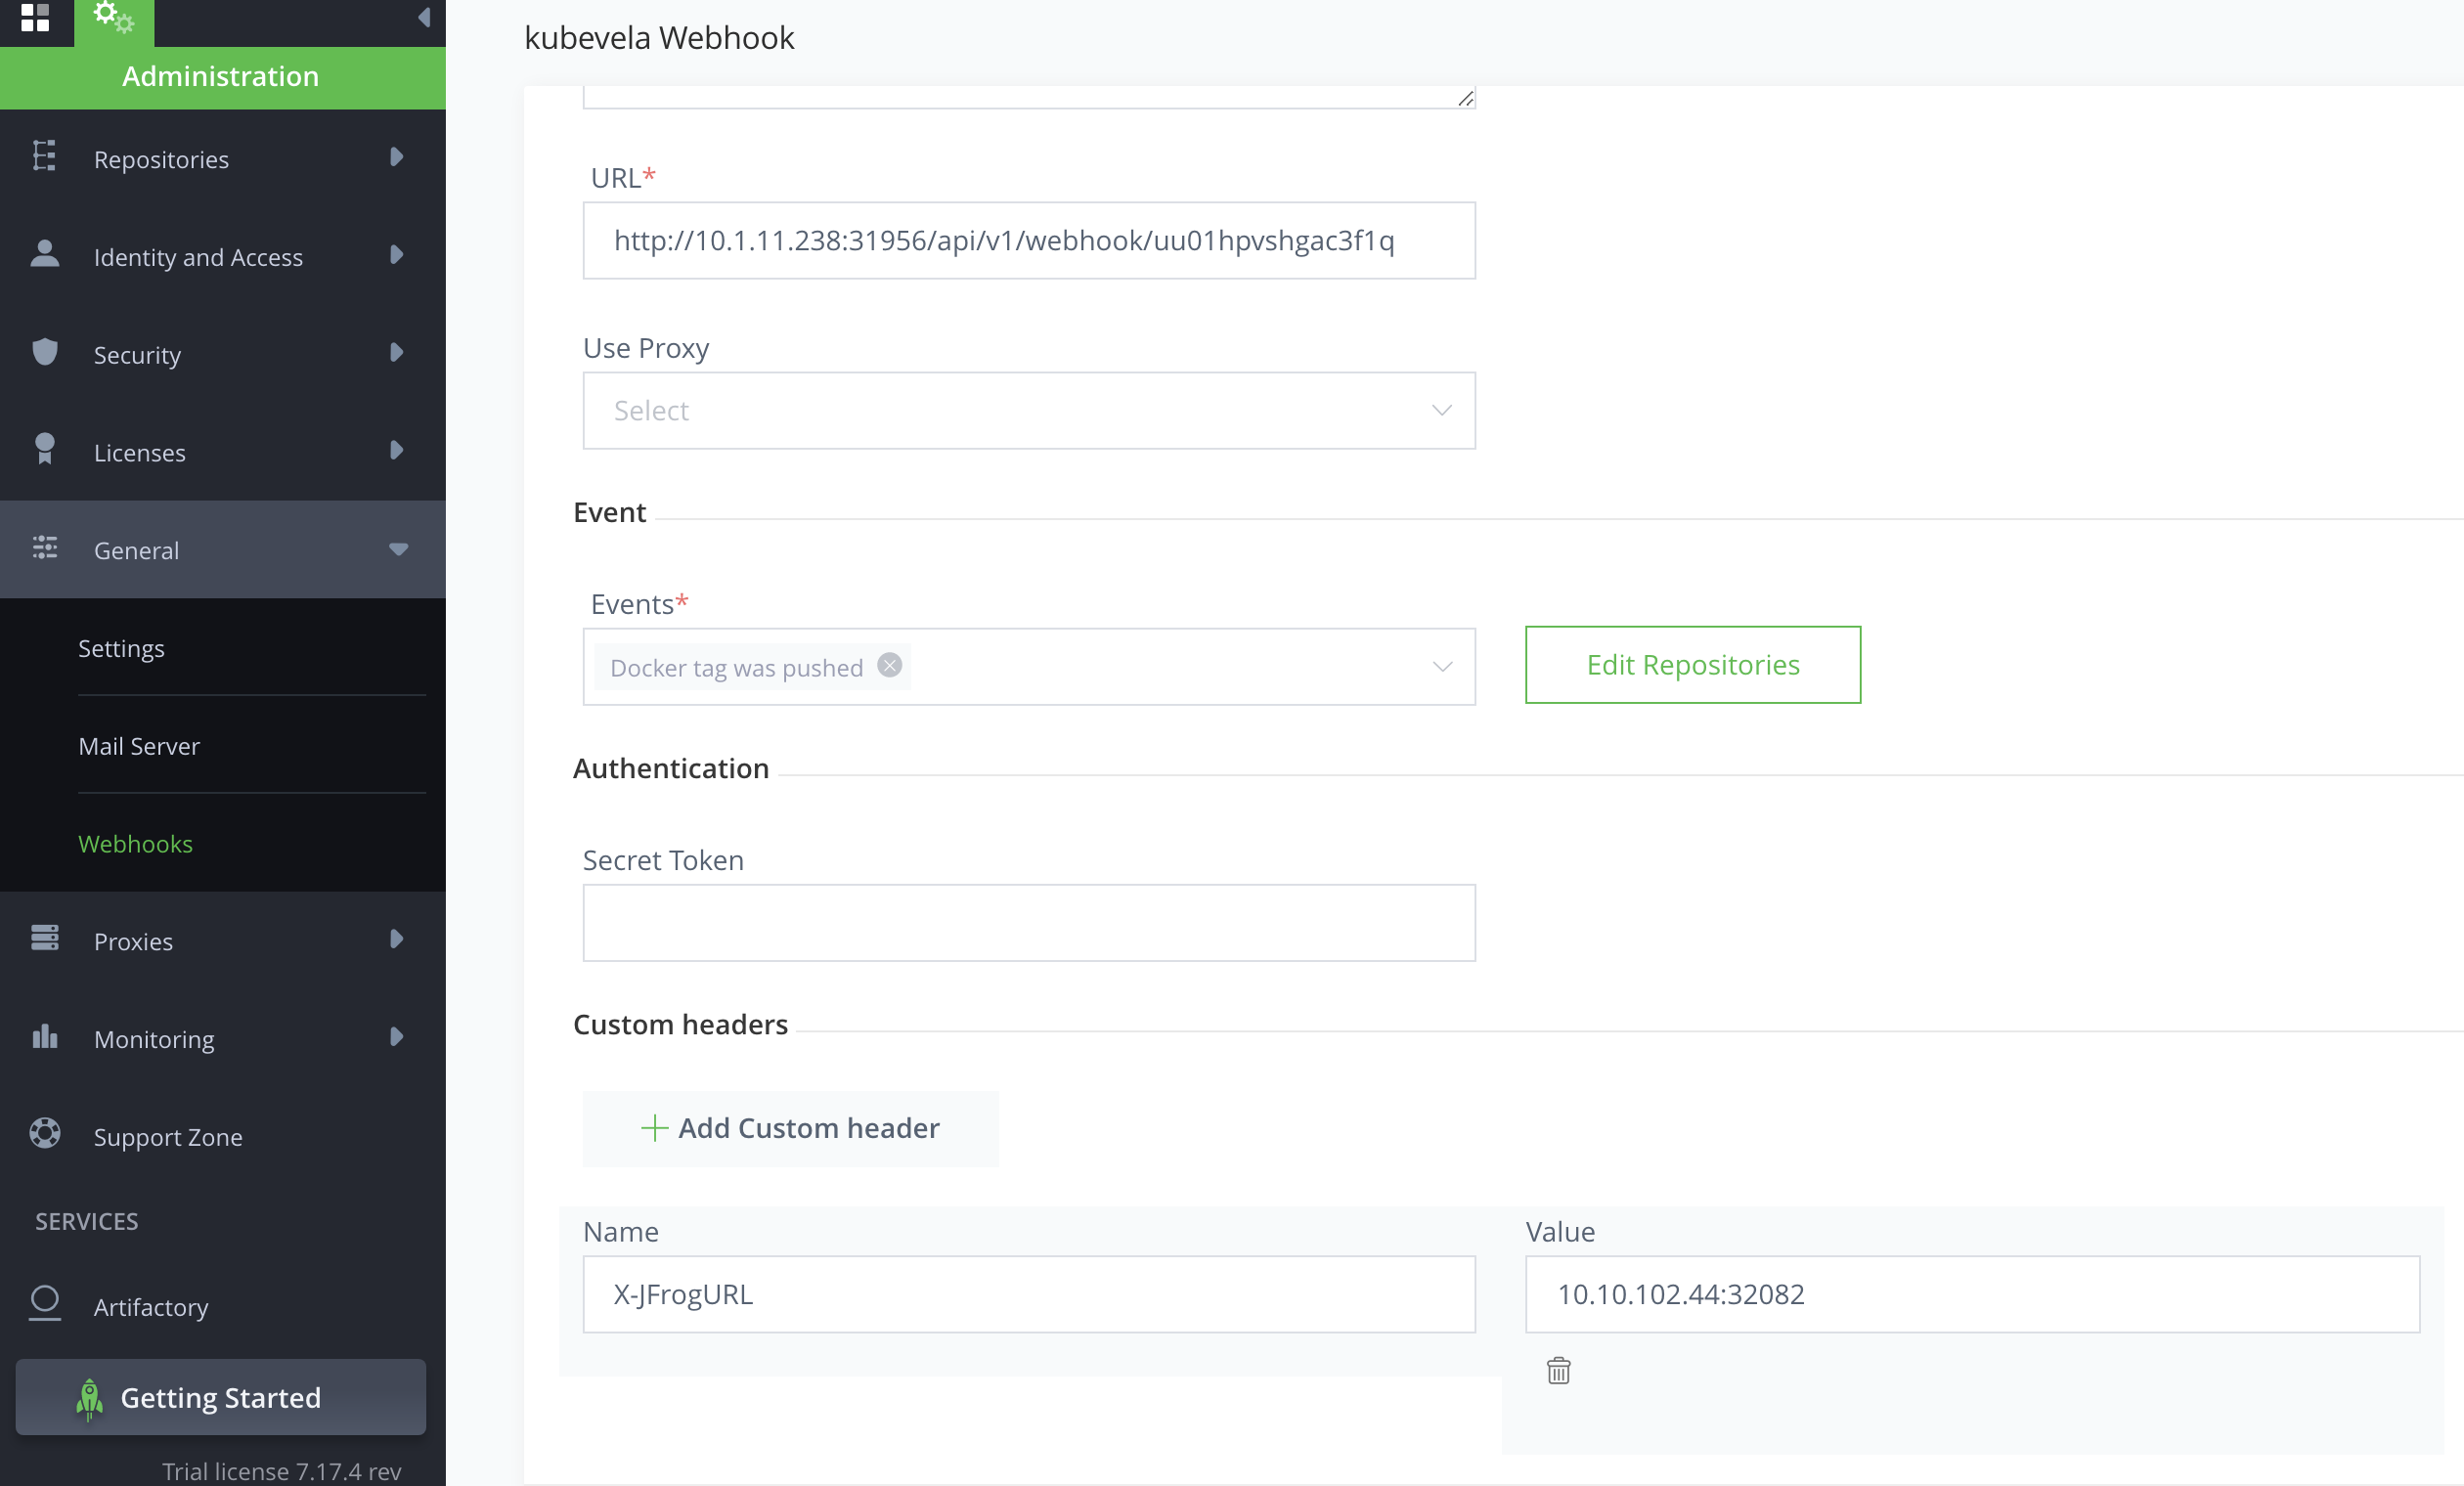 Administration
Repositories
Identity and Access
Security
Licenses
General
Settings
Mail Server
Webhooks
Proxies
Monitoring
Support Zone
SERVICES
Artifactory
Getting Started
Trial license 7.17.4 rev
kubevela Webhook
URL*
http://10.1.11.238:31956/api/v1/webhook/uu01hpvshgac3f1q
Use Proxy
Select
Event
Events*
Docker tag was pushed
Edit Repositories
Authentication
Secret Token
Custom headers
Add Custom header
Name
Value
X-JFrogURL
10.10.102.44:32082